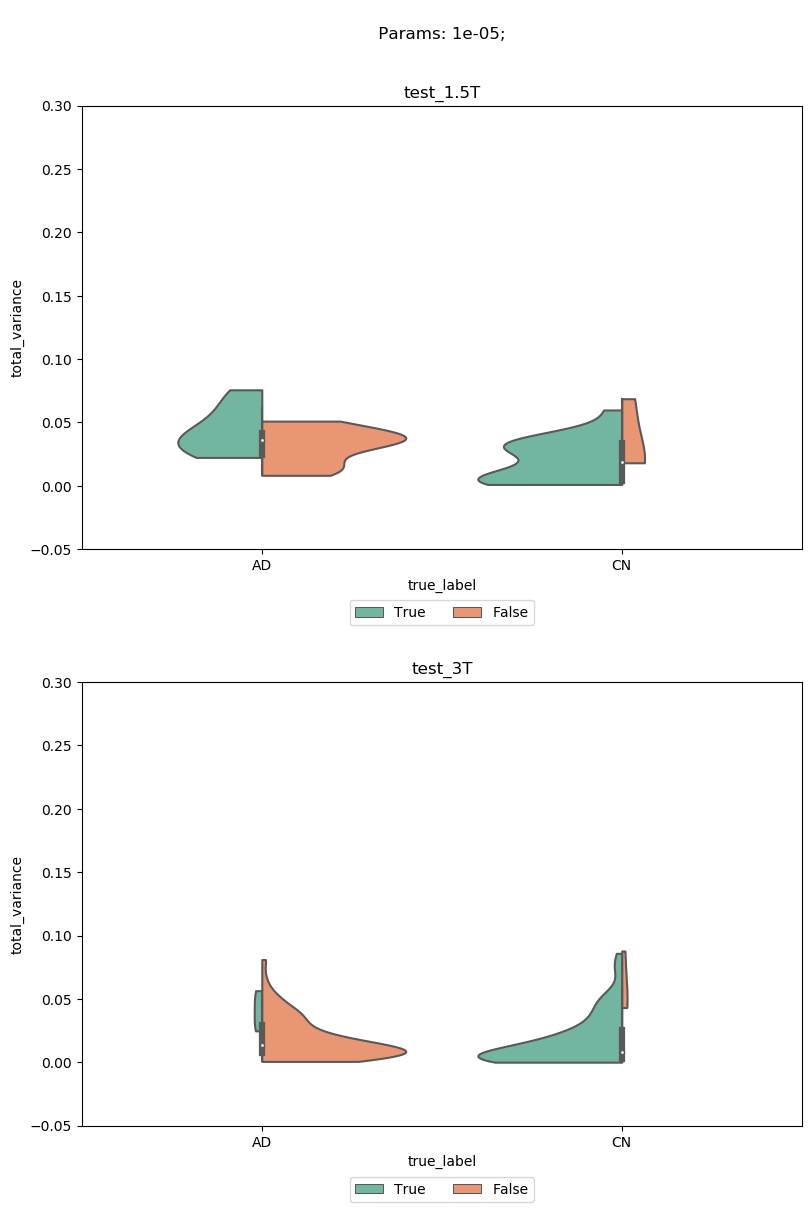 Params: 1e-05;
test_1.5T
0.30
0.25
0.20
0.15
0.10
0.05
0.00
−0.05
total_variance
AD CN
true_label
True False
test_3T
0.30
0.25
0.20
0.15
0.10
0.05
0.00
−0.05
total_variance
AD CN
true_label
True False